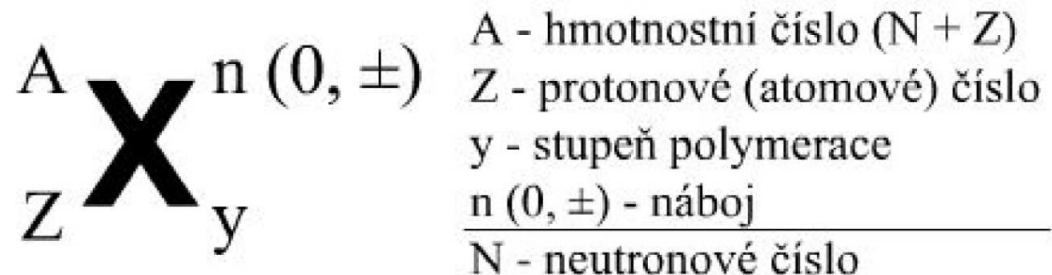 A X n (0, ±)
Z y
A - hmotnostní číslo (N + Z)
Z - protonové (atomové) číslo
y - stupeň polymerace
n (0, ±) - náboj
N - neutronové číslo